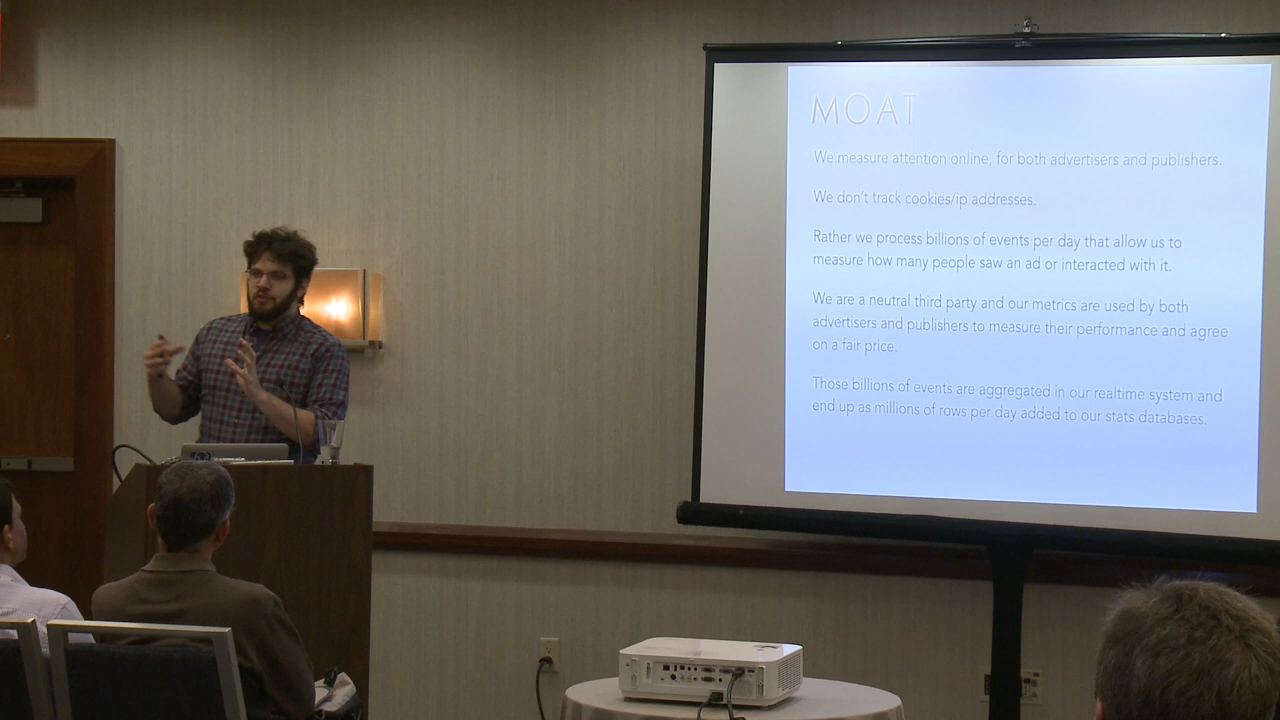 MOAT
We measure attention online, for both advertisers and publishers.
We don't track cookies/ip addresses.
Rather we process billions of events per day that allow us to
measure how many people saw an ad or interacted with it.
We are a neutral third party and our metrics are used by both
advertisers and publishers to measure their performance and agree
on a fair price.
Those billions of events are aggregated in our realtime system and
end up as millions of rows per day added to our stats databases.